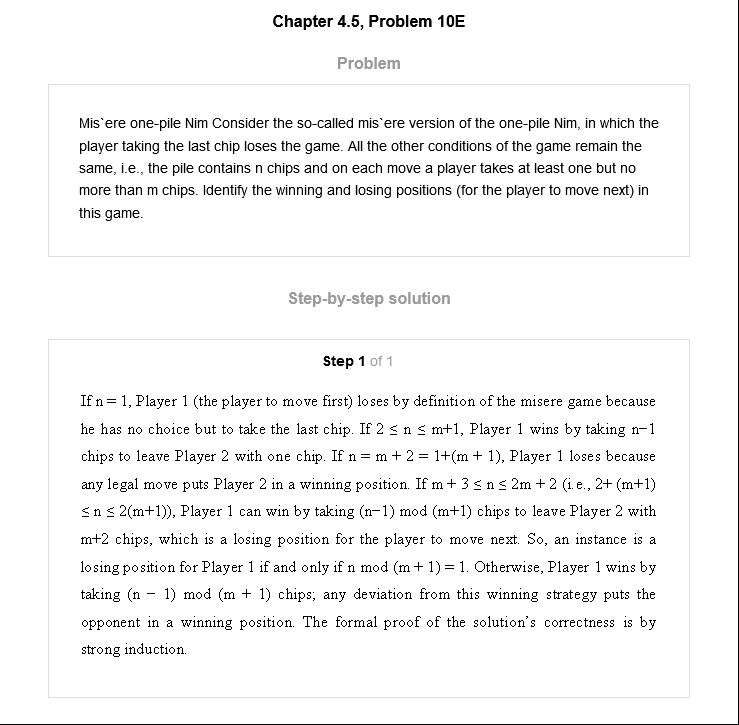 Chapter 4.5, Problem 10E
Problem
Mis`ere one-pile Nim Consider the so-called mis`ere version of the one-pile Nim, in which the
player taking the last chip loses the game. All the other conditions of the game remain the
same, i.e., the pile contains n chips and on each move a player takes at least one but no
more than m chips. Identify the winning and losing positions (for the player to move next) in
this game.
Step-by-step solution
Step 1 of 1
If n = 1, Player 1 (the player to move first) loses by definition of the misere game because
he has no choice but to take the last chip. If 2 ≤ n ≤ m+1, Player 1 wins by taking n−1
chips to leave Player 2 with one chip. If n = m + 2 = 1+(m + 1), Player 1 loses because
any legal move puts Player 2 in a winning position. If m + 3 ≤ n ≤ 2m + 2 (i.e., 2+ (m+1)
≤ n ≤ 2(m+1)), Player 1 can win by taking (n−1) mod (m+1) chips to leave Player 2 with
m+2 chips, which is a losing position for the player to move next. So, an instance is a
losing position for Player 1 if and only if n mod (m + 1) = 1. Otherwise, Player 1 wins by
taking (n − 1) mod (m + 1) chips; any deviation from this winning strategy puts the
opponent in a winning position. The formal proof of the solution's correctness is by
strong induction.